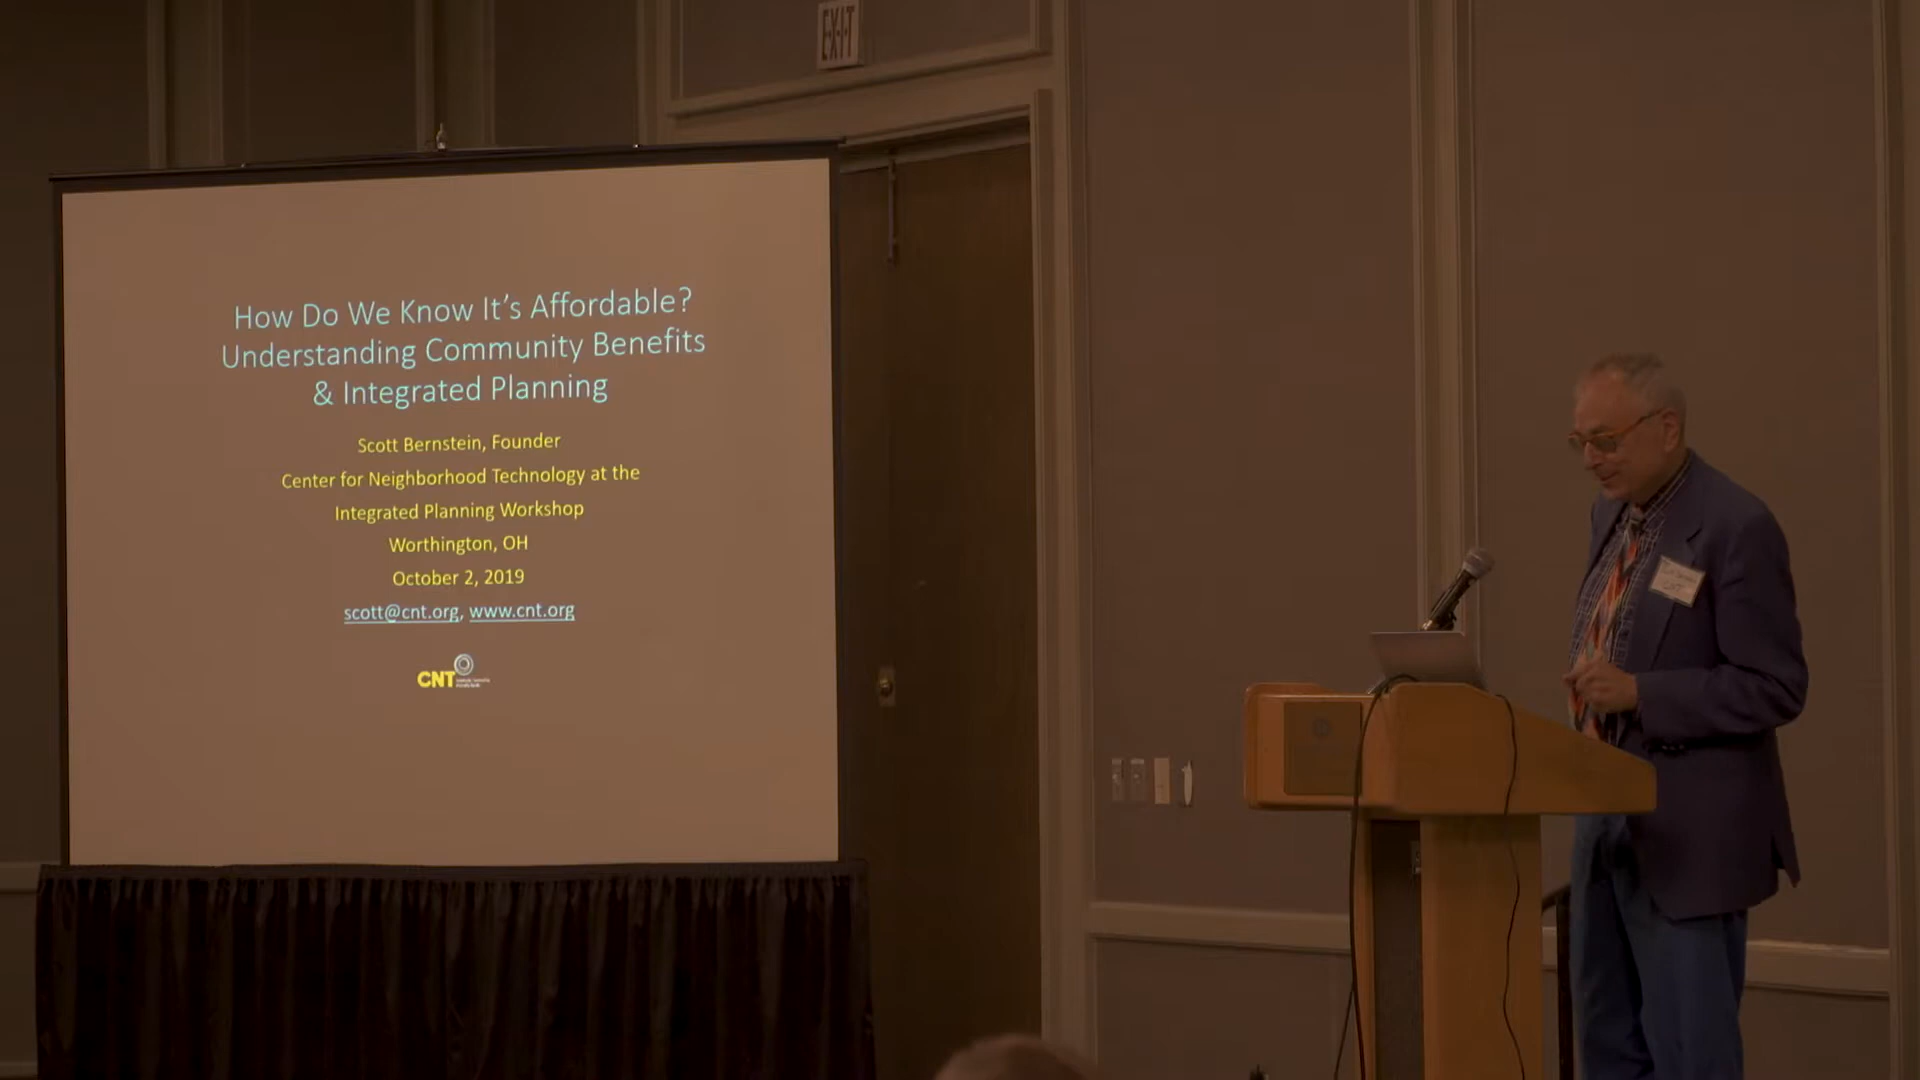 EXIT
How Do We Know It's Affordable?
Understanding Community Benefits
& Integrated Planning
Scott Bernstein, Founder
Center for Neighborhood Technology at the
Integrated Planning Workshop
Worthington, OH
October 2, 2019
scott@cnt.org, www.cnt.org
CNT